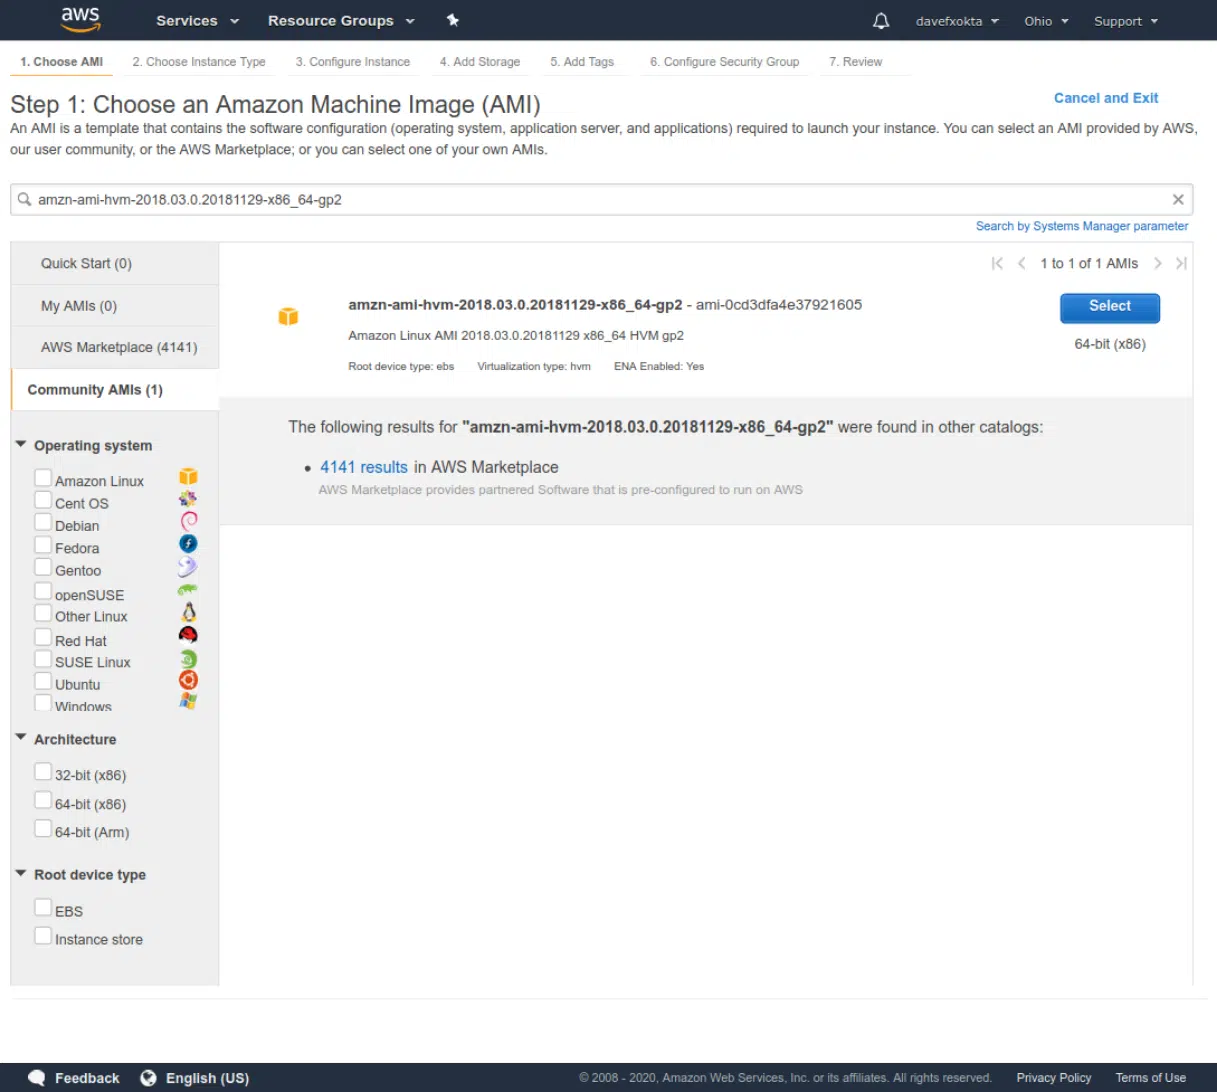 aws Services Resource Groups davefxokta Ohio Support
1. Choose AMI 2. Choose Instance Type 3. Configure Instance 4. Add Storage 5. Add Tags 6. Configure Security Group 7. Review
Step 1: Choose an Amazon Machine Image (AMI)
Cancel and Exit
An AMI is a template that contains the software configuration (operating system, application server, and applications) required to launch your instance. You can select an AMI provided by AWS,
our user community, or the AWS Marketplace; or you can select one of your own AMIs.
amzn-ami-hvm-2018.03.0.20181129-x86_64-gp2
Search by Systems Manager parameter
Quick Start (0)
My AMIs (0)
AWS Marketplace (4141)
Community AMIs (1)
Operating system
Amazon Linux
Cent OS
Debian
Fedora
Gentoo
openSUSE
Other Linux
Red Hat
SUSE Linux
Ubuntu
Windows
Architecture
32-bit (x86)
64-bit (x86)
64-bit (Arm)
Root device type
EBS
Instance store
1 to 1 of 1 AMIs
amzn-ami-hvm-2018.03.0.20181129-x86_64-gp2 - ami-0cd3dfa4e37921605
Select
Amazon Linux AMI 2018.03.0.20181129 x86_64 HVM gp2
64-bit (x86)
Root device type: ebs Virtualization type: hvm ENA Enabled: Yes
The following results for "amzn-ami-hvm-2018.03.0.20181129-x86_64-gp2" were found in other catalogs:
4141 results in AWS Marketplace
AWS Marketplace provides partnered Software that is pre-configured to run on AWS
Feedback English (US) © 2008 - 2020, Amazon Web Services, Inc. or its affiliates. All rights reserved. Privacy Policy Terms of Use